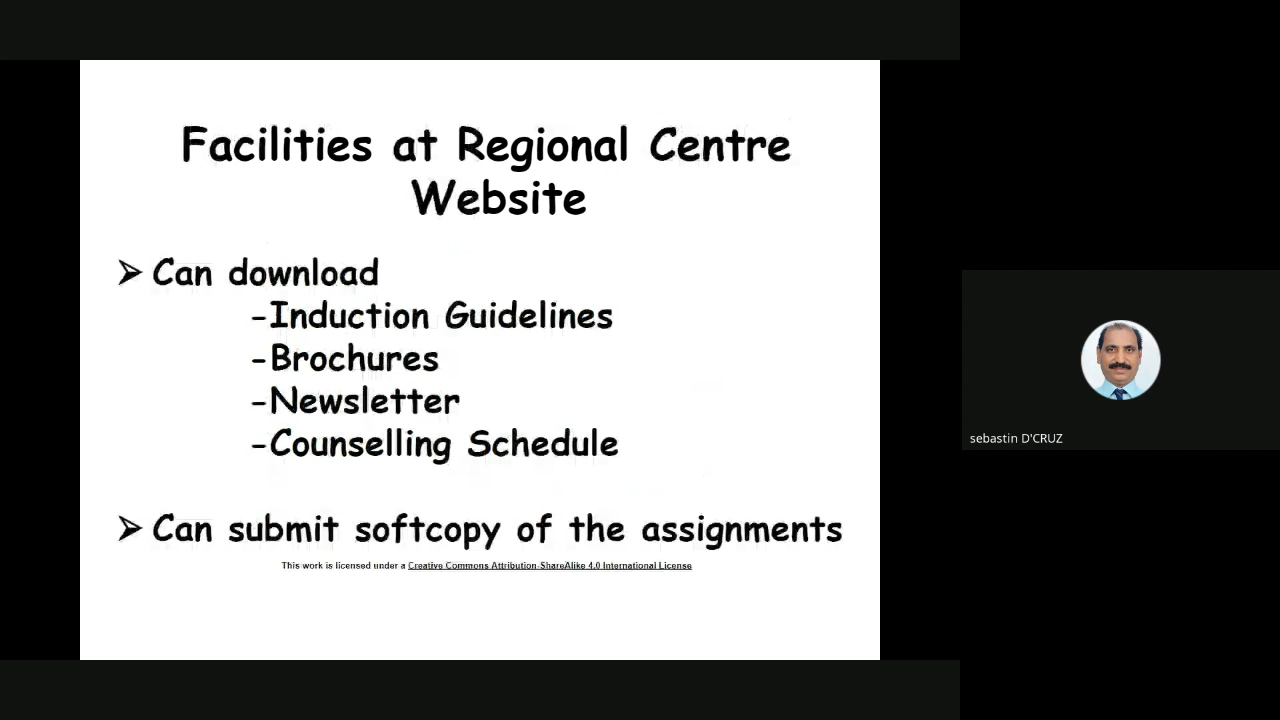 Facilities at Regional Centre
Website
➢ Can download
-Induction Guidelines
-Brochures
-Newsletter
-Counselling Schedule
➢ Can submit softcopy of the assignments
This work is licensed under a Creative Commons Attribution-ShareAlike 4.0 International License
sebastin D'CRUZ